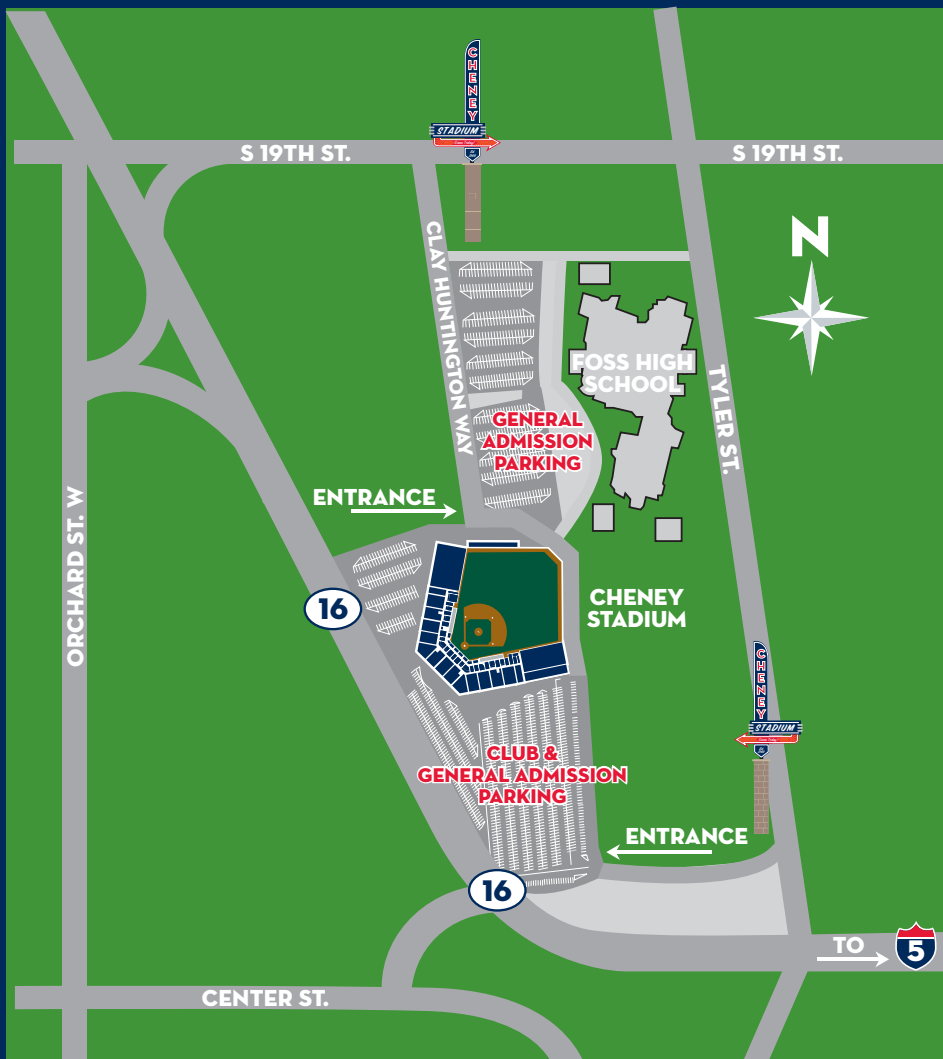 CHENEY
STADIUM
S 19TH ST.
S 19TH ST.
N
CLAY HUNTINGTON WAY
FOSS HIGH
SCHOOL
TYLER ST.
GENERAL
ADMISSION
PARKING
ENTRANCE
ORCHARD ST. W
16
CHENEY
STADIUM
CHENEY
STADIUM
CLUB &
GENERAL ADMISSION
PARKING
ENTRANCE
16
TO
5
CENTER ST.